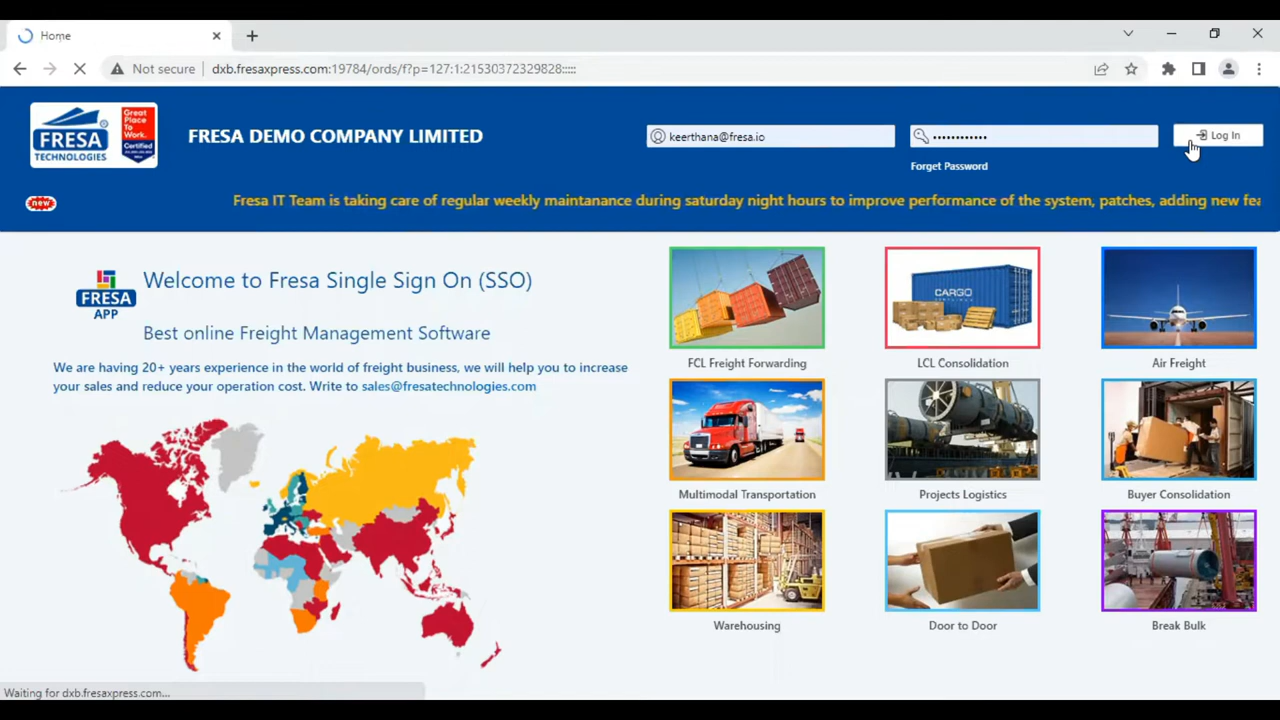 Home
Not secure
dxb.fresaxpress.com:19784/ords/f?p=127:1:21530372329828:::::
FRESA
TECHNOLOGIES
Great
Place
To
Work.
Certified
FRESA DEMO COMPANY LIMITED
keerthana@fresa.io
••••••••••••
Log In
Forget Password
new
Fresa IT Team is taking care of regular weekly maintanance during saturday night hours to improve performance of the system, patches, adding new fea
FRESA
APP
Welcome to Fresa Single Sign On (SSO)
Best online Freight Management Software
We are having 20+ years experience in the world of freight business, we will help you to increase
your sales and reduce your operation cost. Write to sales@fresatechnologies.com
CARGO
FCL Freight Forwarding
LCL Consolidation
Air Freight
Multimodal Transportation
Projects Logistics
Buyer Consolidation
Warehousing
Door to Door
Break Bulk
Waiting for dxb.fresaxpress.com...